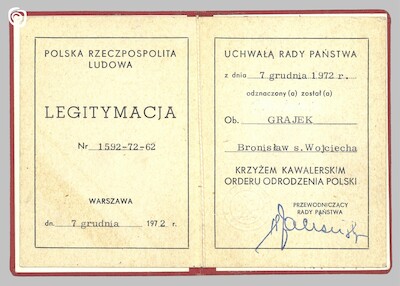 POLSKA RZECZPOSPOLITA
LUDOWA
LEGITYMACJA
Nr 1592-72-62
WARSZAWA
dn. 7 grudnia 1972 r.
UCHWAŁĄ RADY PAŃSTWA
z dnia 7 grudnia 1972 r.
odznaczony (a) został (a)
Ob. GRAJEK
Bronisław s. Wojciecha
KRZYŻEM KAWALERSKIM
ORDERU ODRODZENIA POLSKI
PRZEWODNICZĄCY
RADY PAŃSTWA